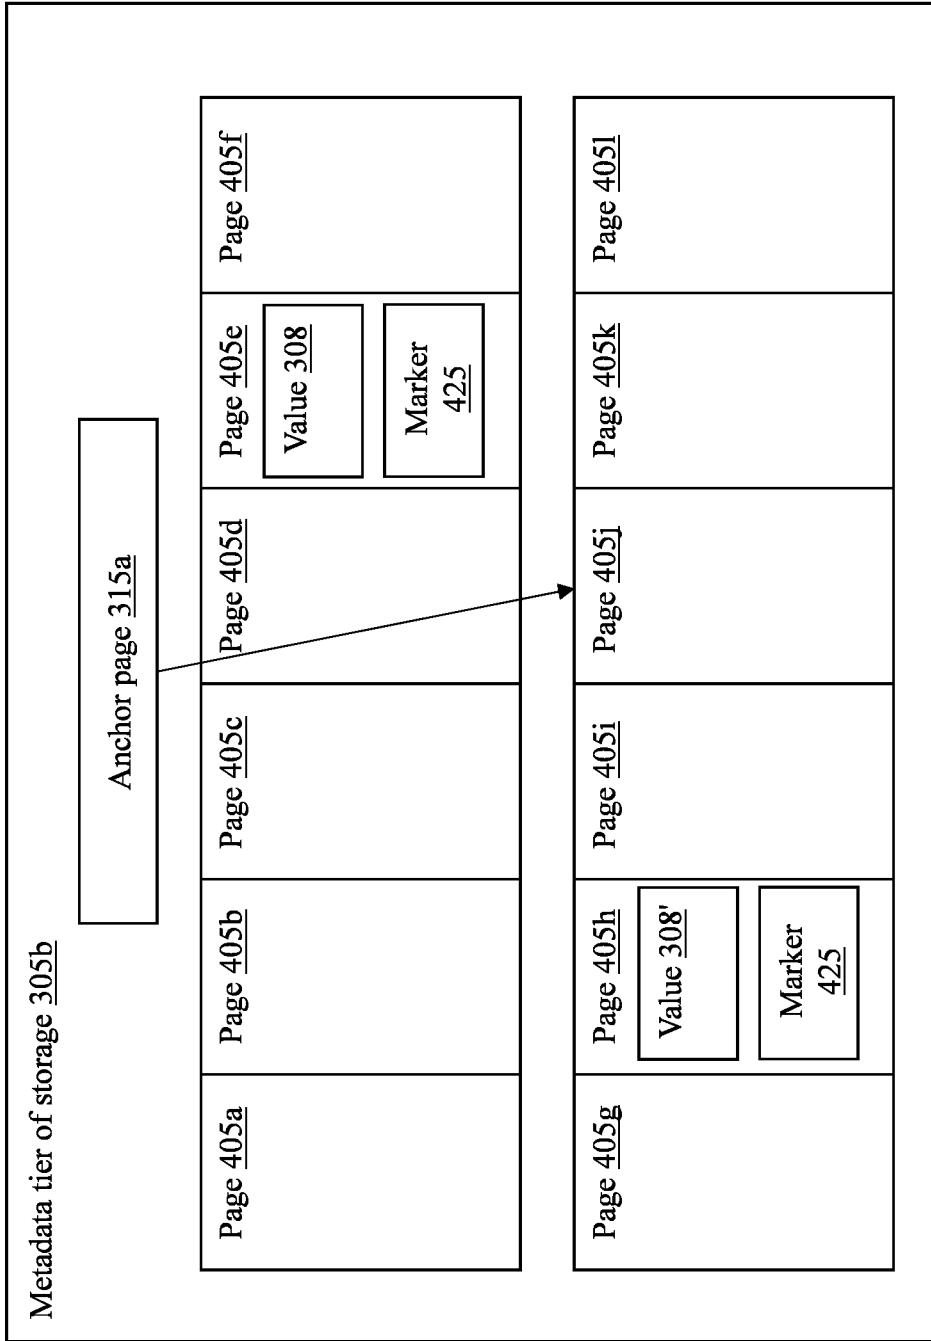 Metadata tier of storage 305b
Anchor page 315a
Page 405a
Page 405b
Page 405c
Page 405d
Page 405e
Value 308
Marker
425
Page 405f
Page 405g
Page 405h
Value 308'
Marker
425
Page 405i
Page 405j
Page 405k
Page 405l